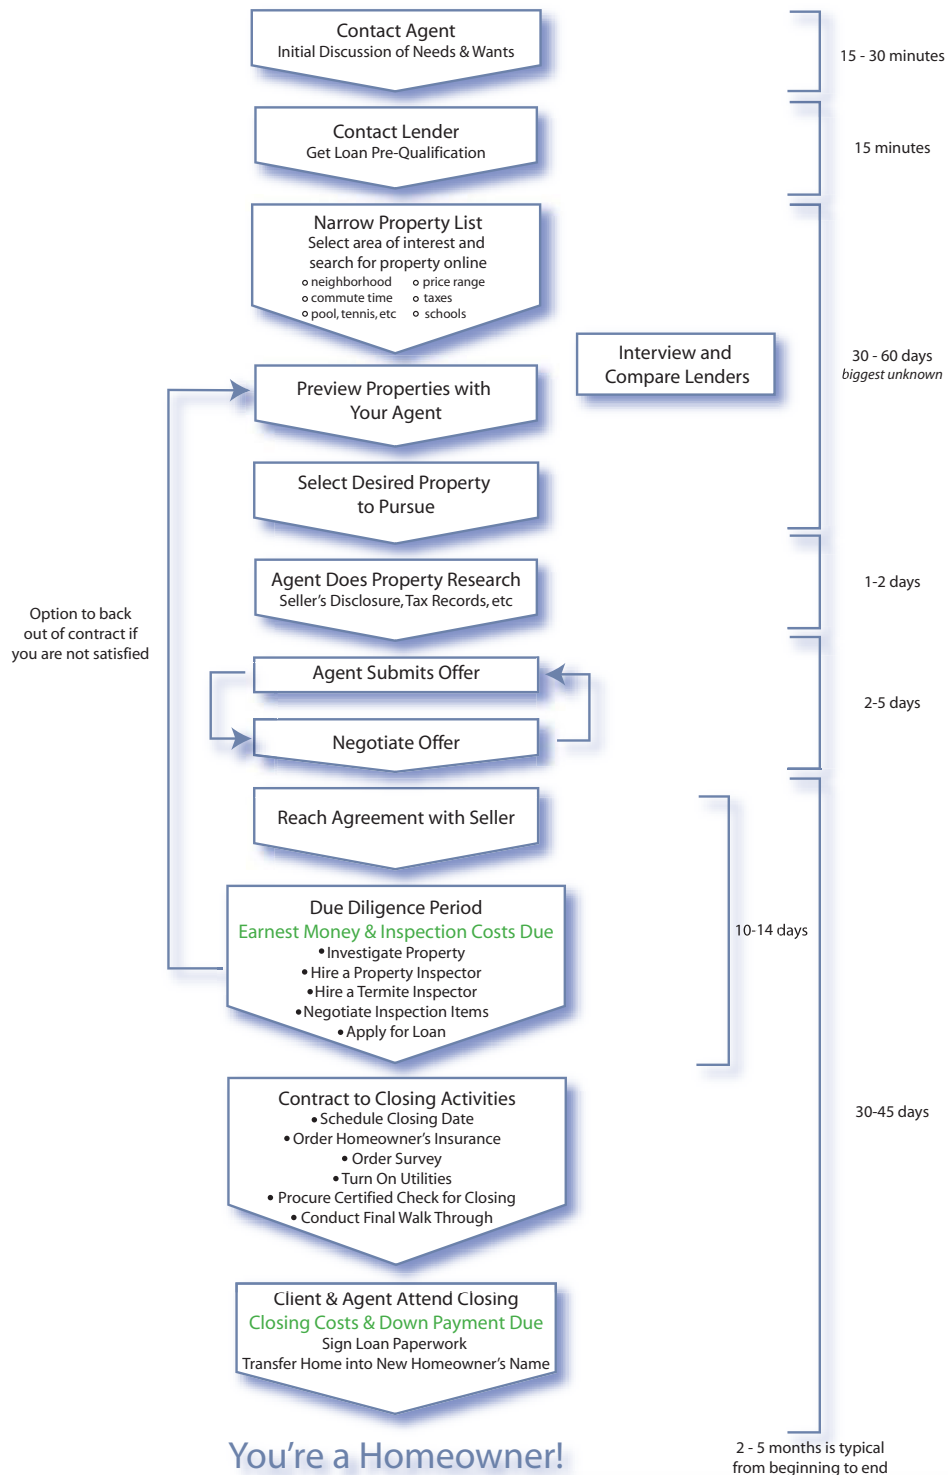 Contact Agent
Initial Discussion of Needs & Wants
15 - 30 minutes
Contact Lender
Get Loan Pre-Qualification
15 minutes
Narrow Property List
Select area of interest and
search for property online
neighborhood
commute time
pool, tennis, etc
price range
taxes
schools
Interview and
Compare Lenders
30 - 60 days
biggest unknown
Preview Properties with
Your Agent
Select Desired Property
to Pursue
Agent Does Property Research
Seller's Disclosure, Tax Records, etc
1-2 days
Option to back
out of contract if
you are not satisfied
Agent Submits Offer
Negotiate Offer
2-5 days
Reach Agreement with Seller
Due Diligence Period
Earnest Money & Inspection Costs Due
• Investigate Property
• Hire a Property Inspector
• Hire a Termite Inspector
• Negotiate Inspection Items
• Apply for Loan
10-14 days
Contract to Closing Activities
• Schedule Closing Date
• Order Homeowner's Insurance
• Order Survey
• Turn On Utilities
• Procure Certified Check for Closing
• Conduct Final Walk Through
30-45 days
Client & Agent Attend Closing
Closing Costs & Down Payment Due
Sign Loan Paperwork
Transfer Home into New Homeowner's Name
You're a Homeowner!
2 - 5 months is typical
from beginning to end